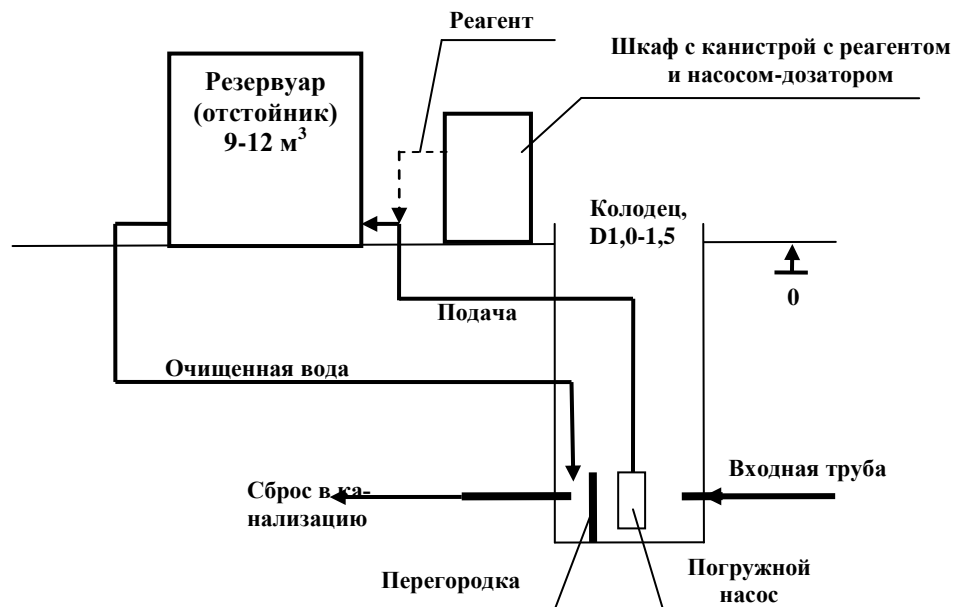 Реагент
Шкаф с канистрой с реагентом
и насосом-дозатором
Резервуар
(отстойник)
9-12 м³
Колодец,
D1,0-1,5
0
Подача
Очищенная вода
Входная труба
Сброс в ка-
нализацию
Перегородка
Погружной
насос